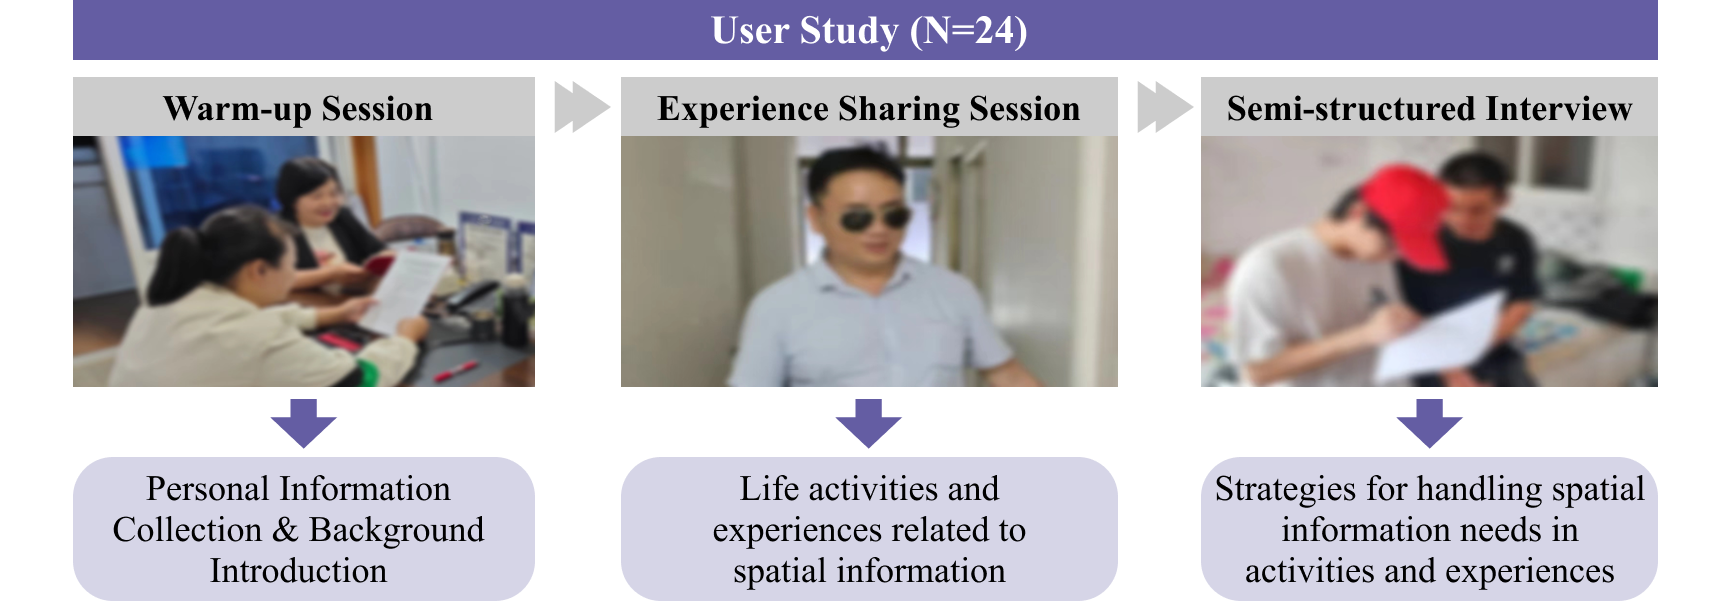 User Study (N=24)
Warm-up Session
Experience Sharing Session
Semi-structured Interview
Personal Information
Collection & Background
Introduction
Life activities and
experiences related to
spatial information
Strategies for handling spatial
information needs in
activities and experiences